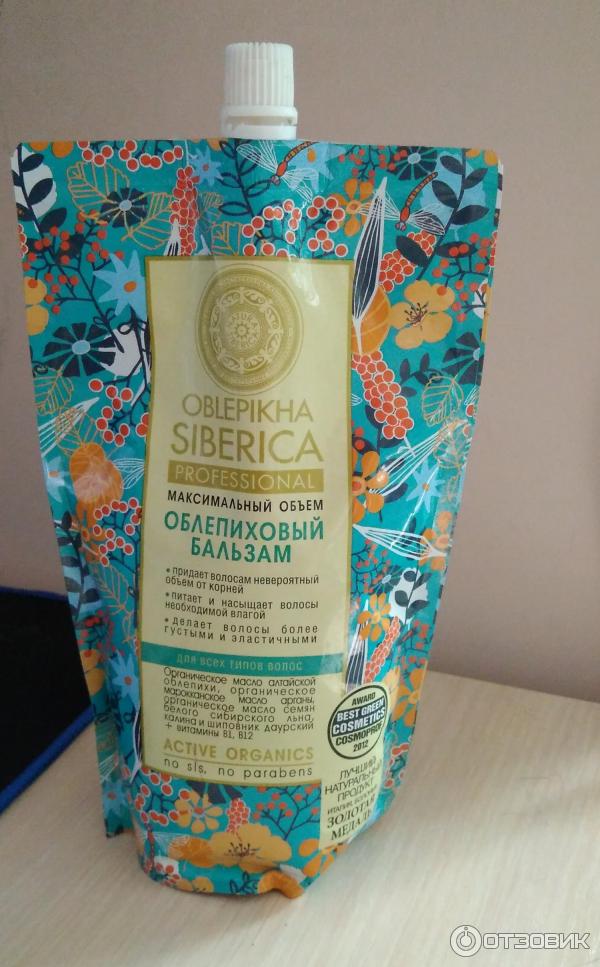 OBLEPIKHA
SIBERICA
PROFESSIONAL
МАКСИМАЛЬНЫЙ ОБЪЕМ
ОБЛЕПИХОВЫЙ
БАЛЬЗАМ
• придает волосам невероятный
объем от корней
• питает и насыщает волосы
необходимой влагой
• делает волосы более
густыми и эластичными
для всех типов волос
Органическое масло алтайской
облепихи, органическое
марокканское масло арганы,
органическое масло семян
белого сибирского льна,
калина и шиповник даурский
+ витамины B1, B12
ACTIVE ORGANICS
no sls, no parabens
AWARD
BEST GREEN
COSMETICS
COSMOPROF
2012
ЛУЧШИЙ
НАТУРАЛЬНЫЙ
ПРОДУКТ
ИТАЛИЯ, БОЛОНЬЯ
ЗОЛОТАЯ
МЕДАЛЬ
ОТЗОВИК